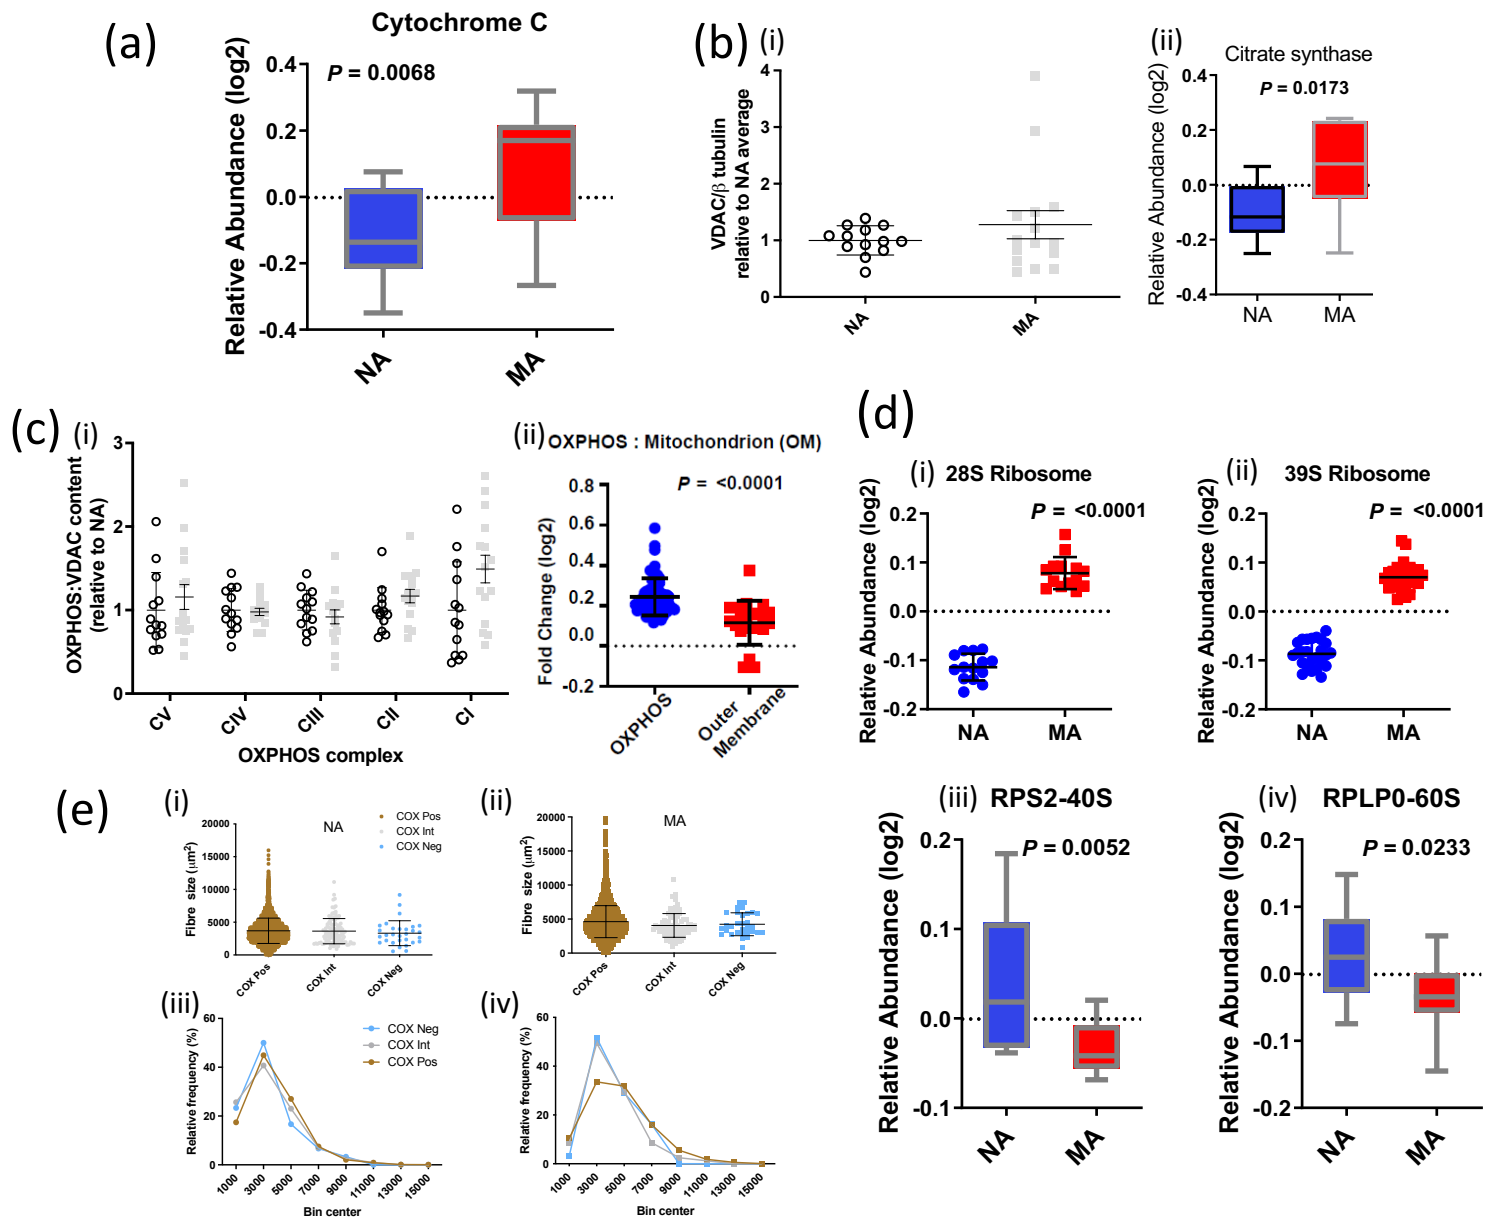 (a)
Cytochrome C
P = 0.0068
Relative Abundance (log2)
0.4
0.2
0.0
-0.2
-0.4
NA
MA
(b)
(i)
VDAC/β tubulin
relative to NA average
4
3
2
1
0
NA
MA
(ii)
Citrate synthase
P = 0.0173
Relative Abundance (log2)
0.4
0.2
0.0
-0.2
-0.4
NA
MA
(c)
(i)
OXPHOS:VDAC content
(relative to NA)
3
2
1
0
CV
CIV
CIII
CII
CI
OXPHOS complex
(ii)
OXPHOS : Mitochondrion (OM)
P = <0.0001
Fold Change (log2)
0.8
0.6
0.4
0.2
0.0
-0.2
OXPHOS
Outer
Membrane
(d)
(i)
28S Ribosome
P = <0.0001
Relative Abundance (log2)
0.2
0.1
0.0
-0.1
-0.2
NA
MA
(ii)
39S Ribosome
P = <0.0001
Relative Abundance (log2)
0.2
0.1
0.0
-0.1
-0.2
NA
MA
(iii)
RPS2-40S
P = 0.0052
Relative Abundance (log2)
0.2
0.1
0.0
-0.1
NA
MA
(iv)
RPLP0-60S
P = 0.0233
Relative Abundance (log2)
0.2
0.1
0.0
-0.1
-0.2
NA
MA
(e)
(i)
NA
COX Pos
COX Int
COX Neg
Fibre size (μm2)
20000
15000
10000
5000
0
COX Pos
COX Int
COX Neg
(ii)
MA
Fibre size (μm2)
20000
15000
10000
5000
0
COX Pos
COX Int
COX Neg
(iii)
COX Neg
COX Int
COX Pos
Relative frequency (%)
60
40
20
0
1000
3000
5000
7000
9000
11000
13000
15000
Bin center
(iv)
Relative frequency (%)
60
40
20
0
1000
3000
5000
7000
9000
11000
13000
15000
Bin center